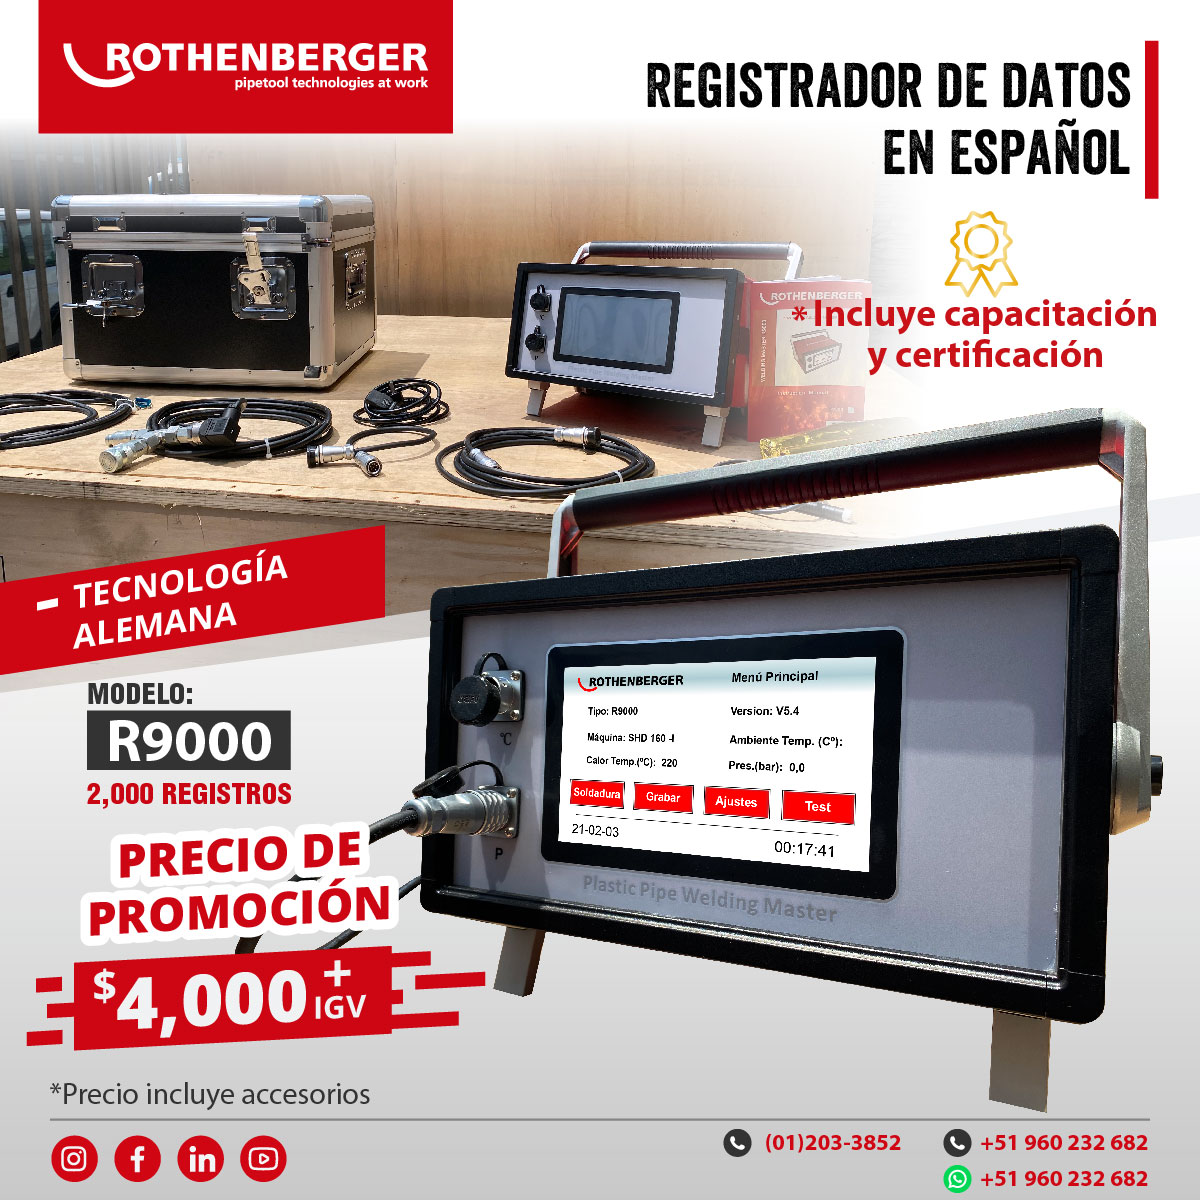 ROTHENBERGER
pipetool technologies at work
REGISTRADOR DE DATOS
EN ESPAÑOL
ROTHENBERGER
*Incluye capacitación
y certificación
TECNOLOGÍA
ALEMANA
MODELO:
R9000
2,000 REGISTROS
PRECIO DE
PROMOCIÓN
$4,000 + IGV
*Precio incluye accesorios
ROTHENBERGER
Menú Principal
Tipo: R9000
Version: V5.4
Máquina: SHD 160 -I
Ambiente Temp. (Cº):
Calor Temp.(ºC): 220
Pres.(bar): 0,0
Soldadura
Grabar
Ajustes
Test
21-02-03
00:17:41
°C
P
Plastic Pipe Welding Master
(01)203-3852
+51 960 232 682
+51 960 232 682